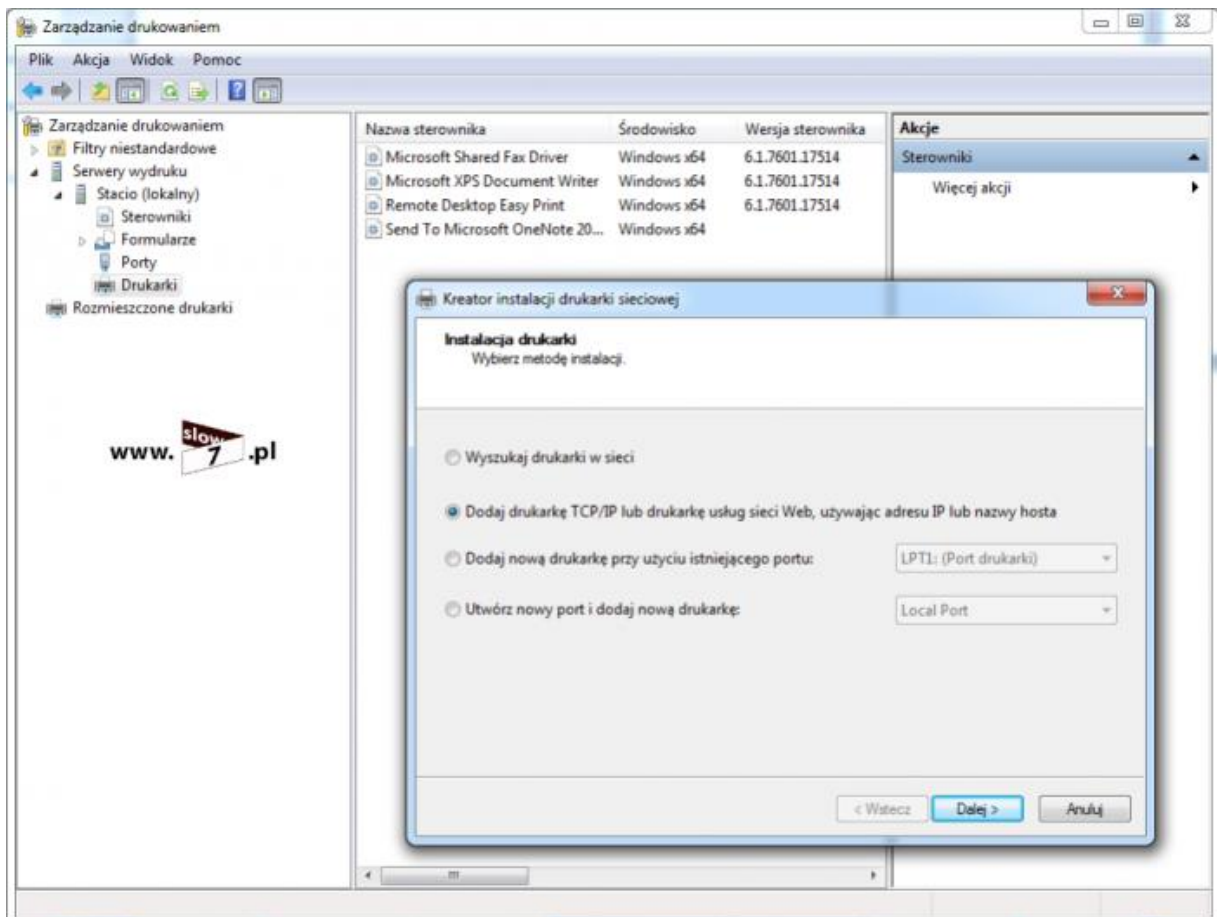 Zarządzanie drukowaniem
Plik Akcja Widok Pomoc
Zarządzanie drukowaniem
Filtry niestandardowe
Serwery wydruku
Stacio (lokalny)
Sterowniki
Formularze
Porty
Drukarki
Rozmieszczone drukarki
www.slow7.pl
Nazwa sterownika Środowisko Wersja sterownika
Microsoft Shared Fax Driver Windows x64 6.1.7601.17514
Microsoft XPS Document Writer Windows x64 6.1.7601.17514
Remote Desktop Easy Print Windows x64 6.1.7601.17514
Send To Microsoft OneNote 20... Windows x64
Akcje
Sterowniki
Więcej akcji
Kreator instalacji drukarki sieciowej
Instalacja drukarki
Wybierz metodę instalacji.
Wyszukaj drukarki w sieci
Dodaj drukarkę TCP/IP lub drukarkę usług sieci Web, używając adresu IP lub nazwy hosta
Dodaj nową drukarkę przy użyciu istniejącego portu: LPT1: (Port drukarki)
Utwórz nowy port i dodaj nową drukarkę: Local Port
< Wstecz Dalej > Anuluj